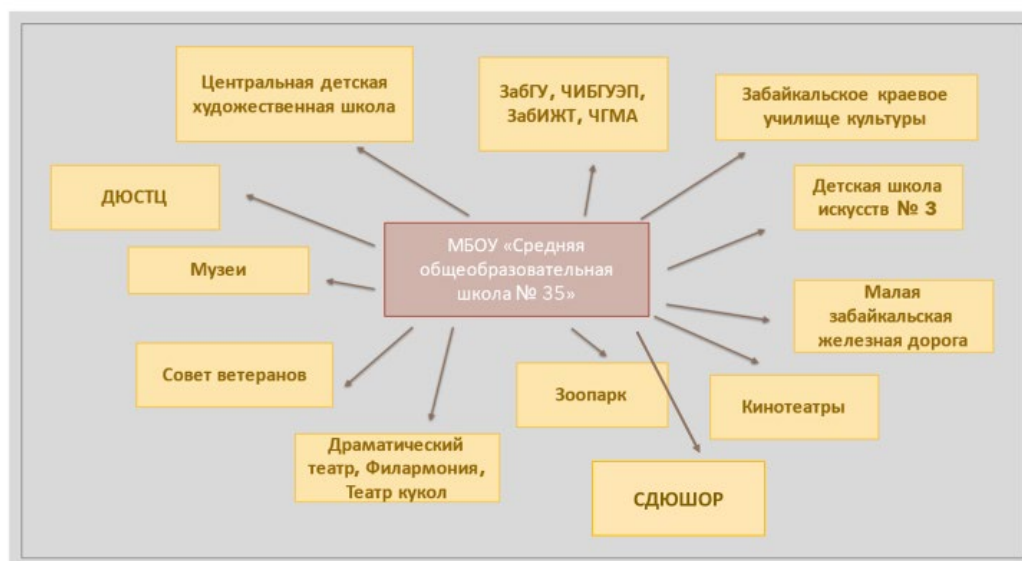 Центральная детская
художественная школа
ЗабГУ, ЧИБГУЭП,
ЗабИЖТ, ЧГМА
Забайкальское краевое
училище культуры
ДЮСТЦ
Детская школа
искусств № 3
МБОУ «Средняя
общеобразовательная
школа № 35»
Музеи
Малая
забайкальская
железная дорога
Совет ветеранов
Зоопарк
Кинотеатры
Драматический
театр, Филармония,
Театр кукол
СДЮШОР